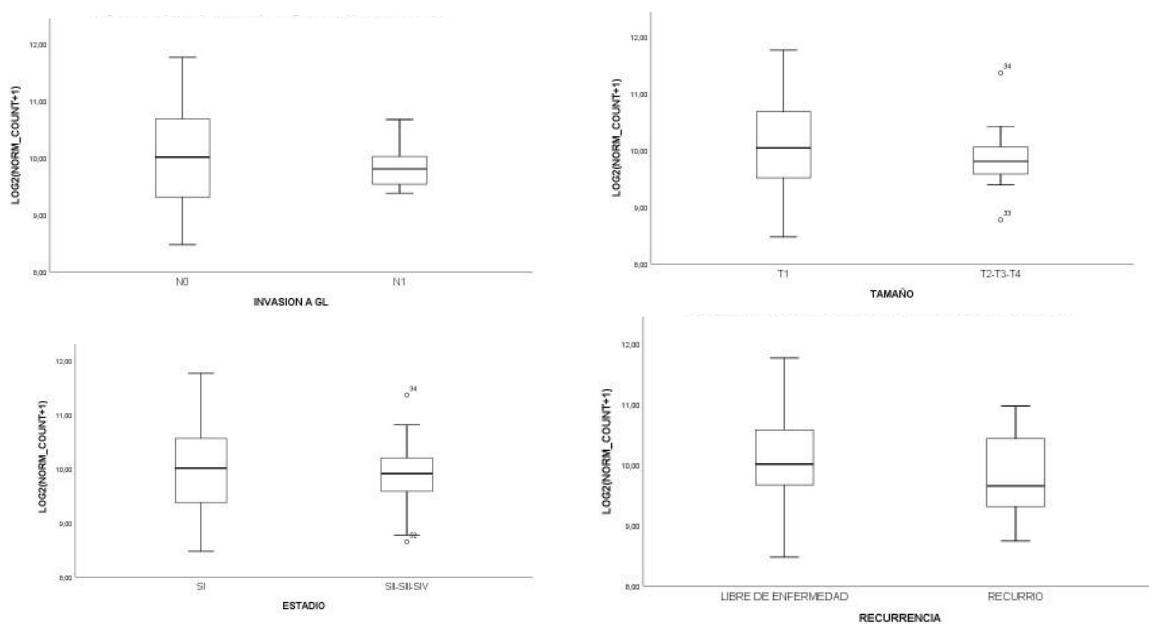 LOG2(NORM_COUNT+1)
12,00
11,00
10,00
9,00
8,00
N0
N1
INVASION A GL
LOG2(NORM_COUNT+1)
12,00
11,00
10,00
9,00
8,00
34
33
T1
T2-T3-T4
TAMAÑO
LOG2(NORM_COUNT+1)
12,00
11,00
10,00
9,00
8,00
34
SI
SII-SIII-SIV
ESTADIO
LOG2(NORM_COUNT+1)
12,00
11,00
10,00
9,00
8,00
LIBRE DE ENFERMEDAD
RECURRIO
RECURRENCIA